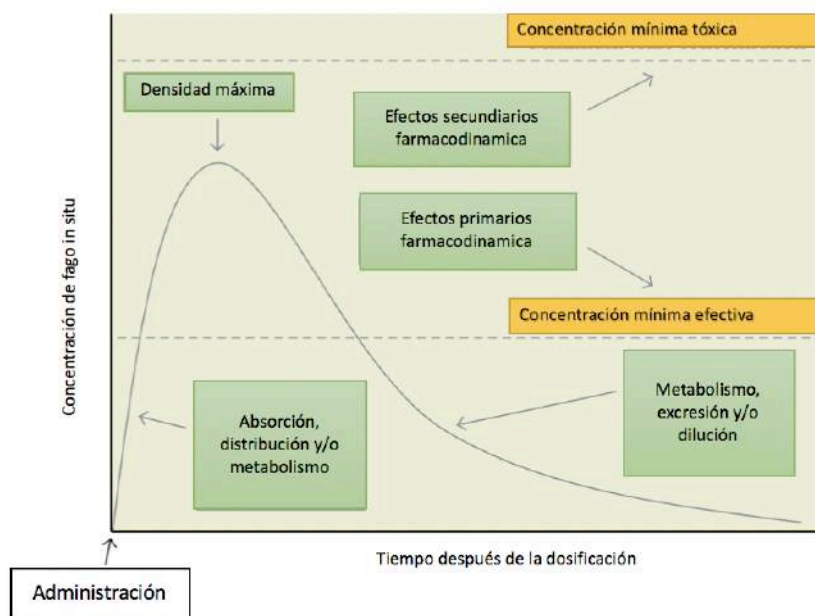 Concentración mínima tóxica
Densidad máxima
Efectos secundiarios
farmacodinamica
Efectos primarios
farmacodinamica
Concentración mínima efectiva
Concentración de fago in situ
Absorción,
distribución y/o
metabolismo
Metabolismo,
excresión y/o
dilución
Tiempo después de la dosificación
Administración